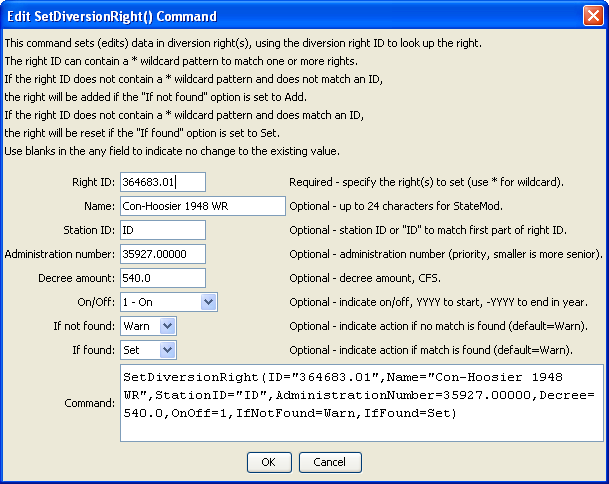 Edit SetDiversionRight() Command
This command sets (edits) data in diversion right(s), using the diversion right ID to look up the right.
The right ID can contain a * wildcard pattern to match one or more rights.
If the right ID does not contain a * wildcard pattern and does not match an ID,
the right will be added if the "If not found" option is set to Add.
If the right ID does not contain a * wildcard pattern and does match an ID,
the right will be reset if the "If found" option is set to Set.
Use blanks in the any field to indicate no change to the existing value.
Right ID: 364683.01 Required - specify the right(s) to set (use * for wildcard).
Name: Con-Hoosier 1948 WR Optional - up to 24 characters for StateMod.
Station ID: ID Optional - station ID or "ID" to match first part of right ID.
Administration number: 35927.00000 Optional - administration number (priority, smaller is more senior).
Decree amount: 540.0 Optional - decree amount, CFS.
On/Off: 1 - On Optional - indicate on/off, YYYY to start, -YYYY to end in year.
If not found: Warn Optional - indicate action if no match is found (default=Warn).
If found: Set Optional - indicate action if match is found (default=Warn).
Command: SetDiversionRight(ID="364683.01",Name="Con-Hoosier 1948
WR",StationID="ID",AdministrationNumber=35927.00000,Decree=
540.0,OnOff=1,IfNotFound=Warn,IfFound=Set)
OK Cancel